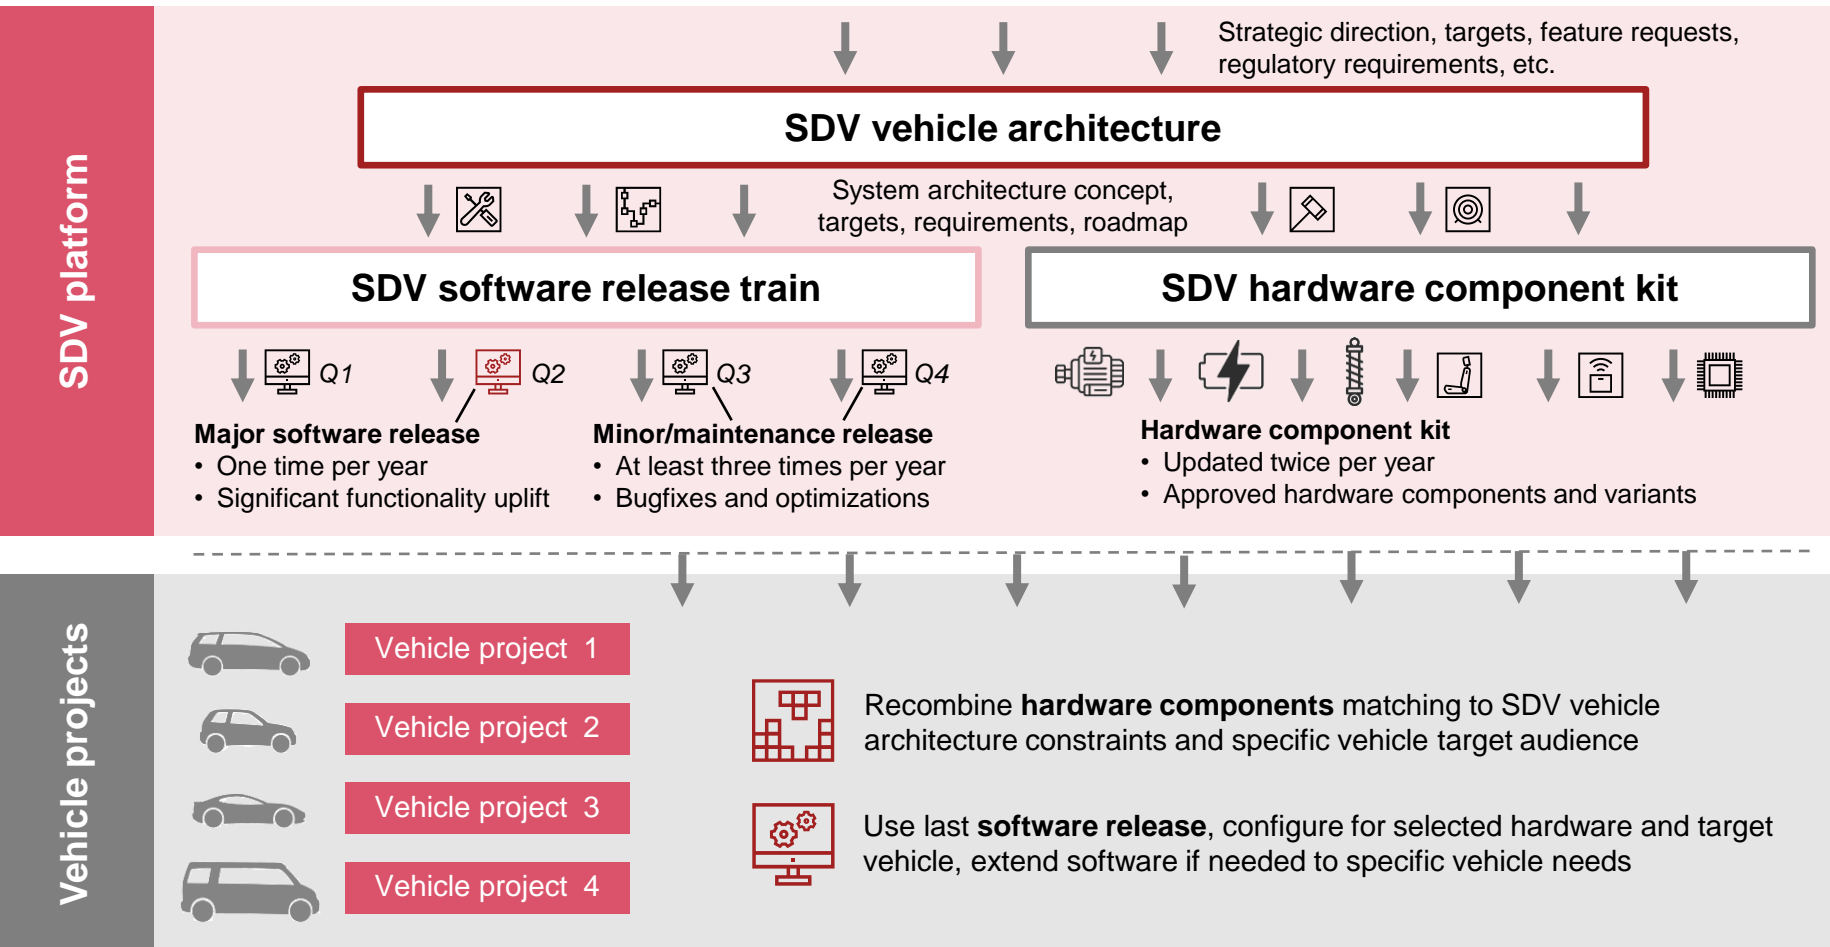 SDV platform
Strategic direction, targets, feature requests,
regulatory requirements, etc.
SDV vehicle architecture
System architecture concept,
targets, requirements, roadmap
SDV software release train
SDV hardware component kit
Q1
Q2
Q3
Q4
Major software release
• One time per year
• Significant functionality uplift
Minor/maintenance release
• At least three times per year
• Bugfixes and optimizations
Hardware component kit
• Updated twice per year
• Approved hardware components and variants
Vehicle projects
Vehicle project 1
Vehicle project 2
Vehicle project 3
Vehicle project 4
Recombine hardware components matching to SDV vehicle
architecture constraints and specific vehicle target audience
Use last software release, configure for selected hardware and target
vehicle, extend software if needed to specific vehicle needs